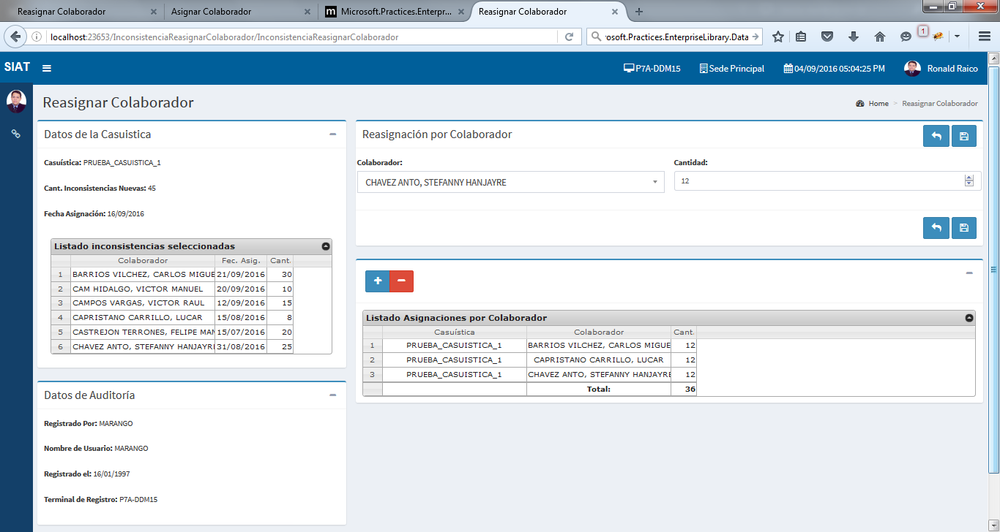 Reasignar Colaborador
Asignar Colaborador
Microsoft.Practices.Enterpr...
Reasignar Colaborador
localhost:23653/InconsistenciaReasignarColaborador/InconsistenciaReasignarColaborador
rosoft.Practices.EnterpriseLibrary.Data
1
SIAT
P7A-DDM15
Sede Principal
04/09/2016 05:04:25 PM
Ronald Raico
Reasignar Colaborador
Home > Reasignar Colaborador
Datos de la Casuistica
Casuística: PRUEBA_CASUISTICA_1
Cant. Inconsistencias Nuevas: 45
Fecha Asignación: 16/09/2016
Listado inconsistencias seleccionadas
Colaborador Fec. Asig. Cant.
1 BARRIOS VILCHEZ, CARLOS MIGUE 21/09/2016 30
2 CAM HIDALGO, VICTOR MANUEL 20/09/2016 10
3 CAMPOS VARGAS, VICTOR RAUL 12/09/2016 15
4 CAPRISTANO CARRILLO, LUCAR 15/08/2016 8
5 CASTREJON TERRONES, FELIPE MAN 15/07/2016 20
6 CHAVEZ ANTO, STEFANNY HANJAYRE 31/08/2016 25
Datos de Auditoría
Registrado Por: MARANGO
Nombre de Usuario: MARANGO
Registrado el: 16/01/1997
Terminal de Registro: P7A-DDM15
Reasignación por Colaborador
Colaborador:
CHAVEZ ANTO, STEFANNY HANJAYRE
Cantidad:
12
Listado Asignaciones por Colaborador
Casuística Colaborador Cant.
1 PRUEBA_CASUISTICA_1 BARRIOS VILCHEZ, CARLOS MIGUE 12
2 PRUEBA_CASUISTICA_1 CAPRISTANO CARRILLO, LUCAR 12
3 PRUEBA_CASUISTICA_1 CHAVEZ ANTO, STEFANNY HANJAYRE 12
Total: 36